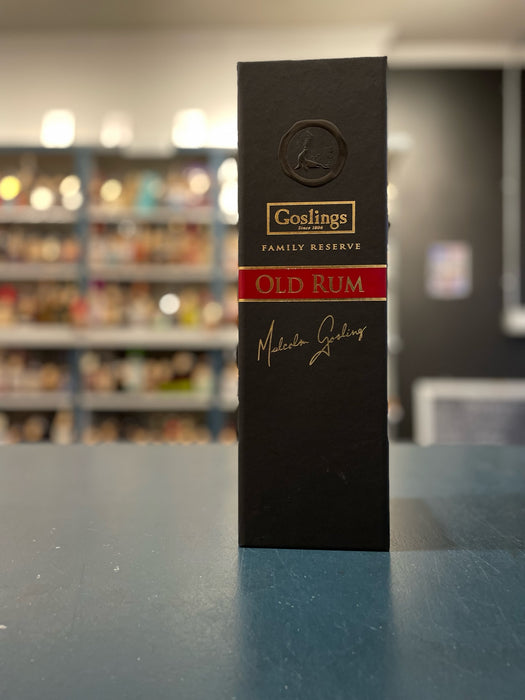 Goslings
Since 1806
FAMILY RESERVE
OLD RUM
Malcolm Gosling